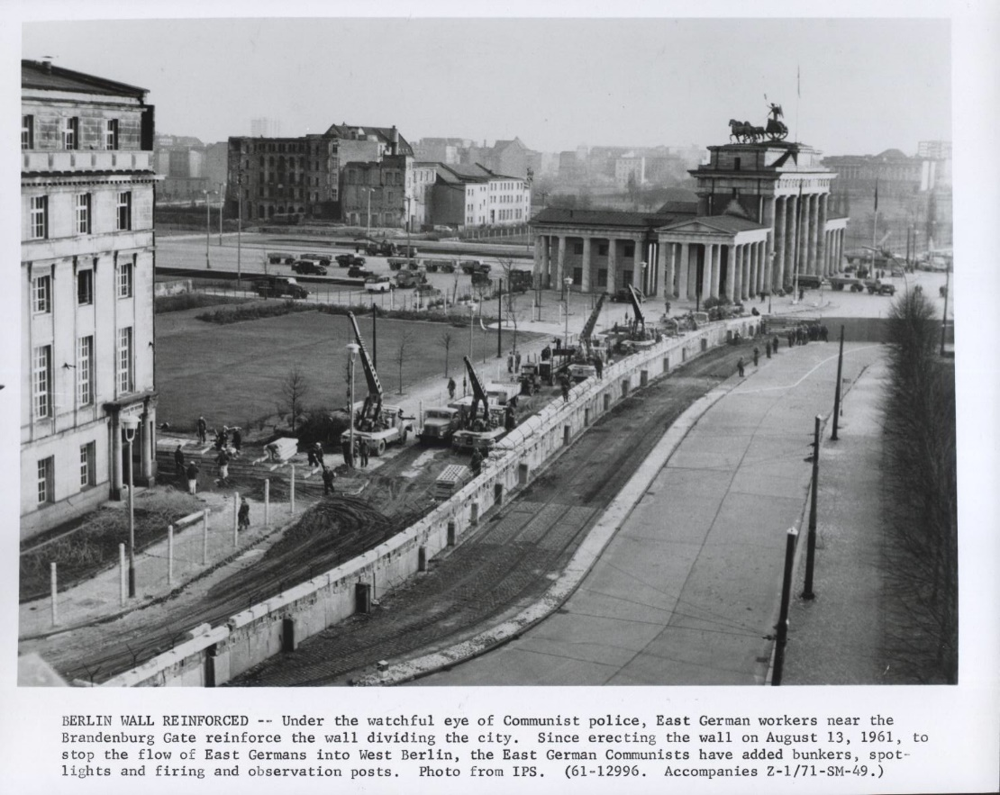 BERLIN WALL REINFORCED -- Under the watchful eye of Communist police, East German workers near the
Brandenburg Gate reinforce the wall dividing the city. Since erecting the wall on August 13, 1961, to
stop the flow of East Germans into West Berlin, the East German Communists have added bunkers, spot-
lights and firing and observation posts. Photo from IPS. (61-12996. Accompanies Z-1/71-SM-49.)